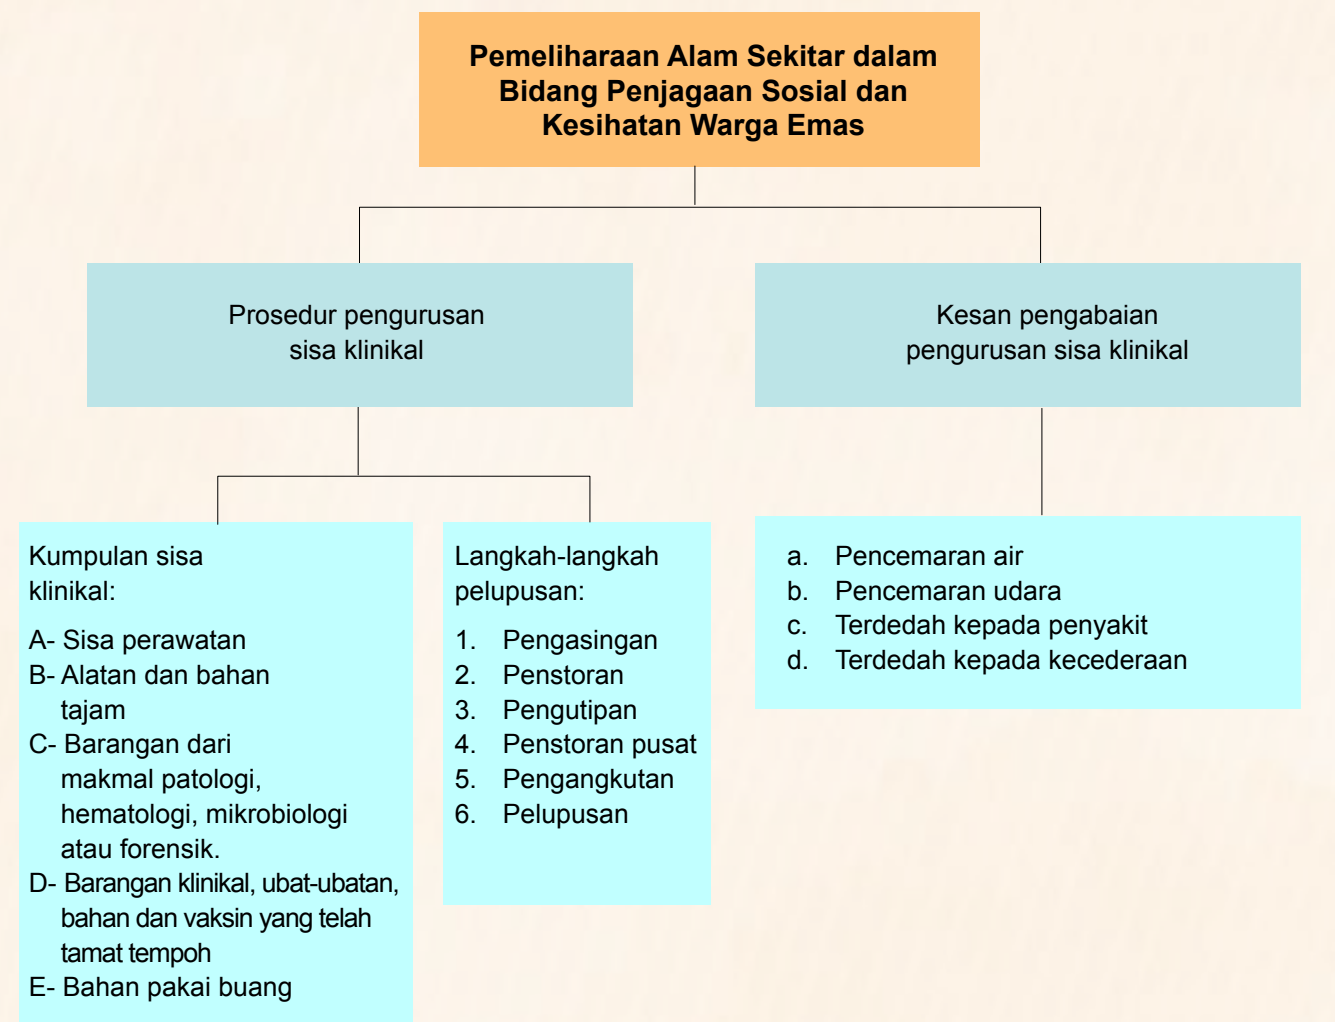 Pemeliharaan Alam Sekitar dalam
Bidang Penjagaan Sosial dan
Kesihatan Warga Emas
Prosedur pengurusan
sisa klinikal
Kesan pengabaian
pengurusan sisa klinikal
Kumpulan sisa
klinikal:
A- Sisa perawatan
B- Alatan dan bahan
tajam
C- Barangan dari
makmal patologi,
hematologi, mikrobiologi
atau forensik.
D- Barangan klinikal, ubat-ubatan,
bahan dan vaksin yang telah
tamat tempoh
E- Bahan pakai buang
Langkah-langkah
pelupusan:
1. Pengasingan
2. Penstoran
3. Pengutipan
4. Penstoran pusat
5. Pengangkutan
6. Pelupusan
a. Pencemaran air
b. Pencemaran udara
c. Terdedah kepada penyakit
d. Terdedah kepada kecederaan